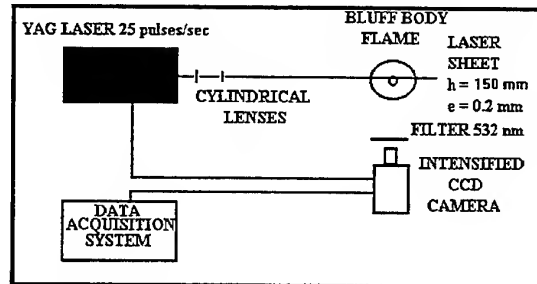 YAG LASER 25 pulses/sec
BLUFF BODY
FLAME
LASER
SHEET
h = 150 mm
e = 0.2 mm
CYLINDRICAL
LENSES
FILTER 532 nm
INTENSIFIED
CCD
CAMERA
DATA
ACQUISITION
SYSTEM